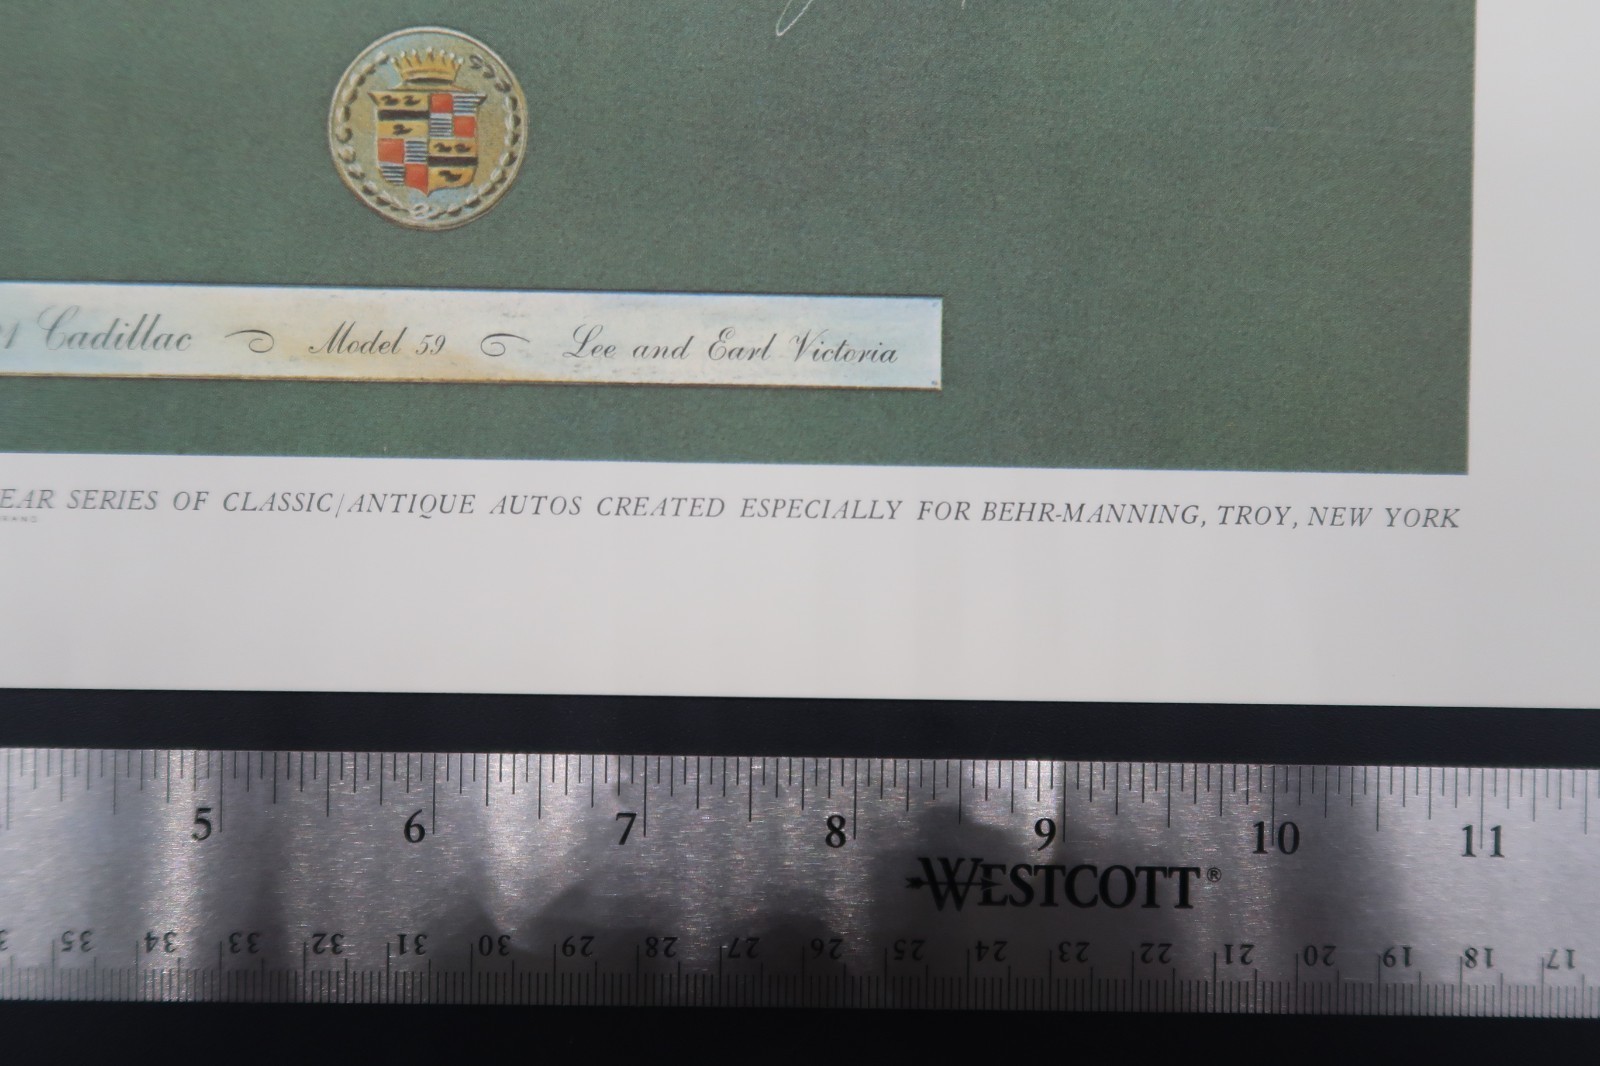 1 Cadillac Model 59 Lee and Earl Victoria
EAR SERIES OF CLASSIC/ANTIQUE AUTOS CREATED ESPECIALLY FOR BEHR-MANNING, TROY, NEW YORK
5 6 7 8 9 10 11
WESTCOTT®
35 34 33 32 31 30 29 28 27 26 25 24 23 22 21 20 19 18 17